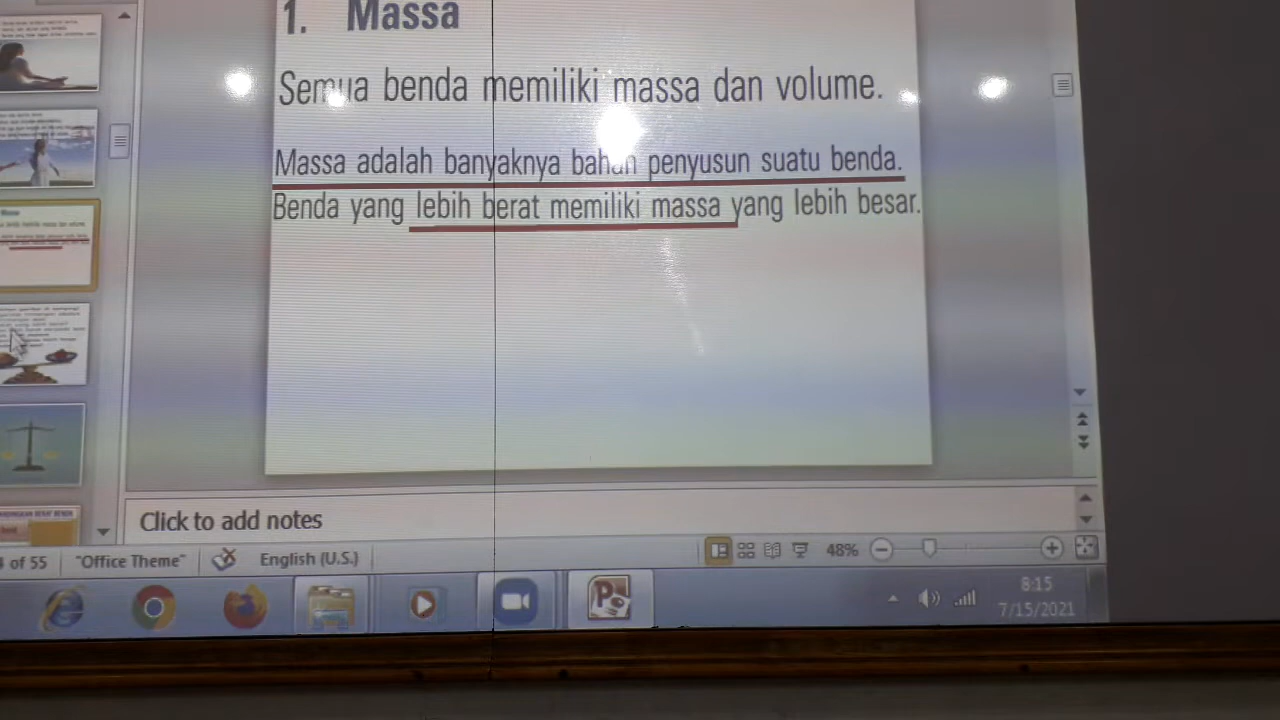 1. Massa
Semua benda memiliki massa dan volume.
Massa adalah banyaknya bahan penyusun suatu benda.
Benda yang lebih berat memiliki massa yang lebih besar.
Click to add notes
of 55
"Office Theme"
English (U.S.)
48%
8:15
7/15/2021